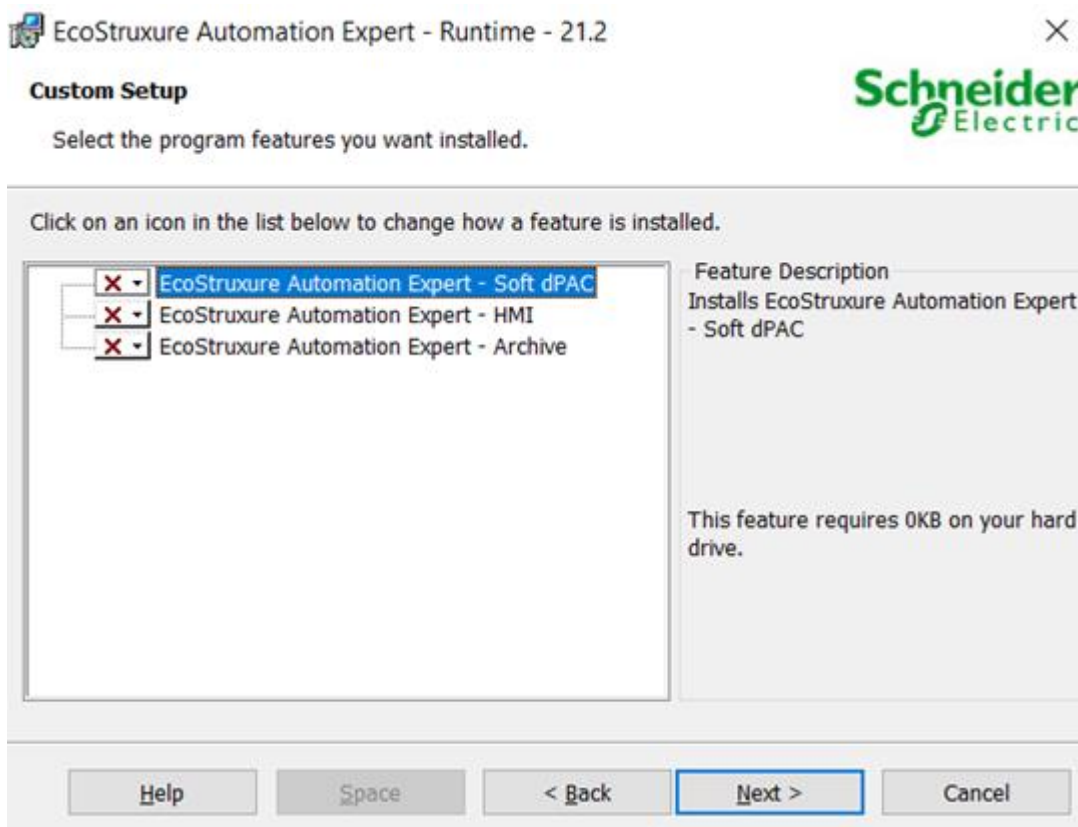 EcoStruxure Automation Expert - Runtime - 21.2
Custom Setup
Select the program features you want installed.
Schneider
Electric
Click on an icon in the list below to change how a feature is installed.
EcoStruxure Automation Expert - Soft dPAC
EcoStruxure Automation Expert - HMI
EcoStruxure Automation Expert - Archive
Feature Description
Installs EcoStruxure Automation Expert
- Soft dPAC
This feature requires 0KB on your hard
drive.
Help
Space
< Back
Next >
Cancel